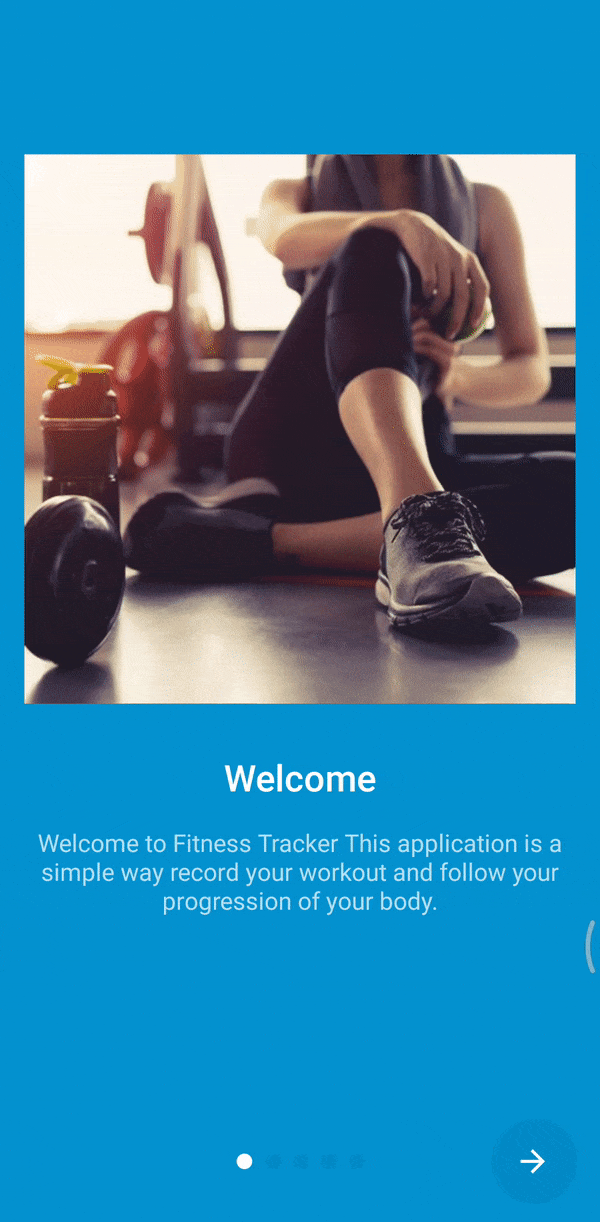 Welcome
Welcome to Fitness Tracker This application is a
simple way record your workout and follow your
progression of your body.